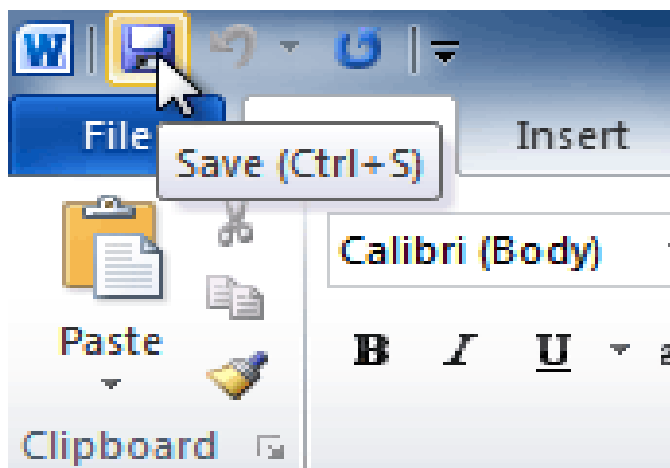 W
File
Insert
Save (Ctrl+S)
Calibri (Body)
Paste
B I U
Clipboard